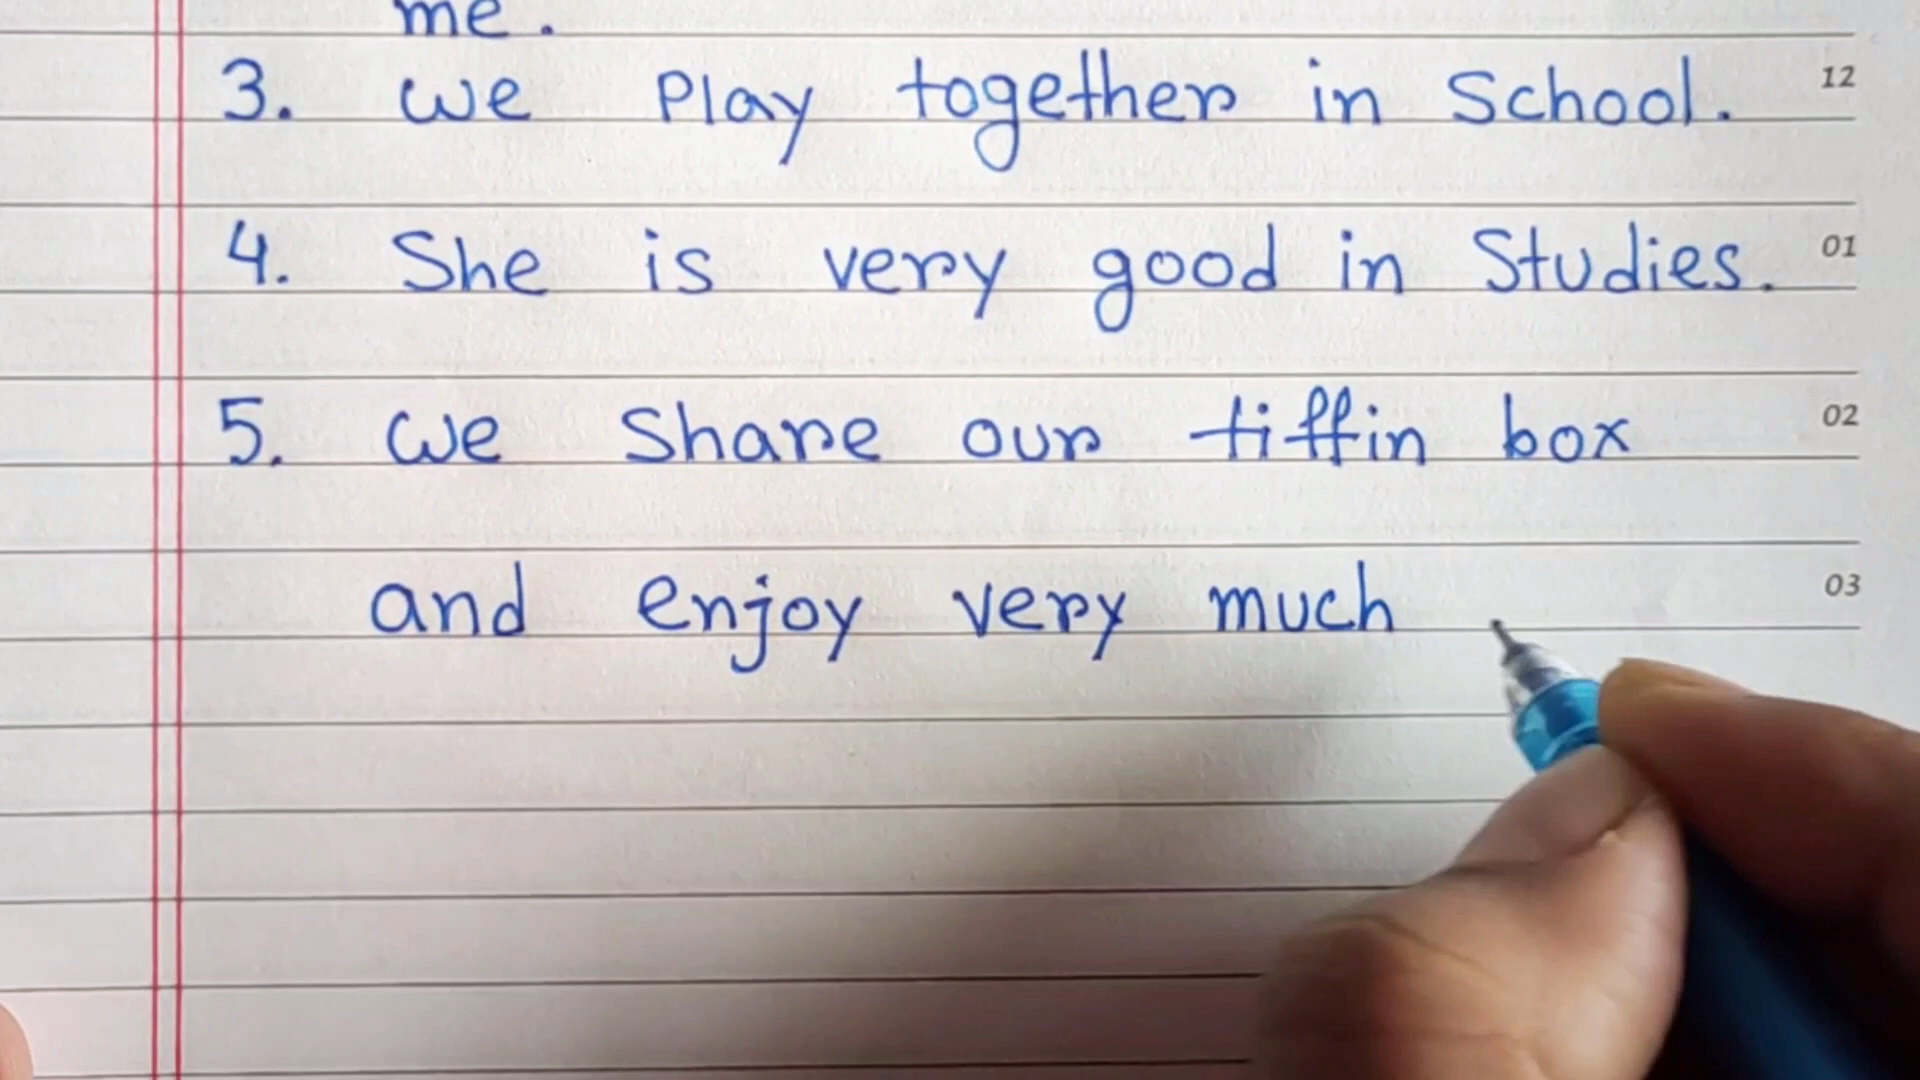 me.
3. We Play together in School. 12
4. She is very good in Studies. 01
5. We Share our tiffin box 02
and enjoy very much 03